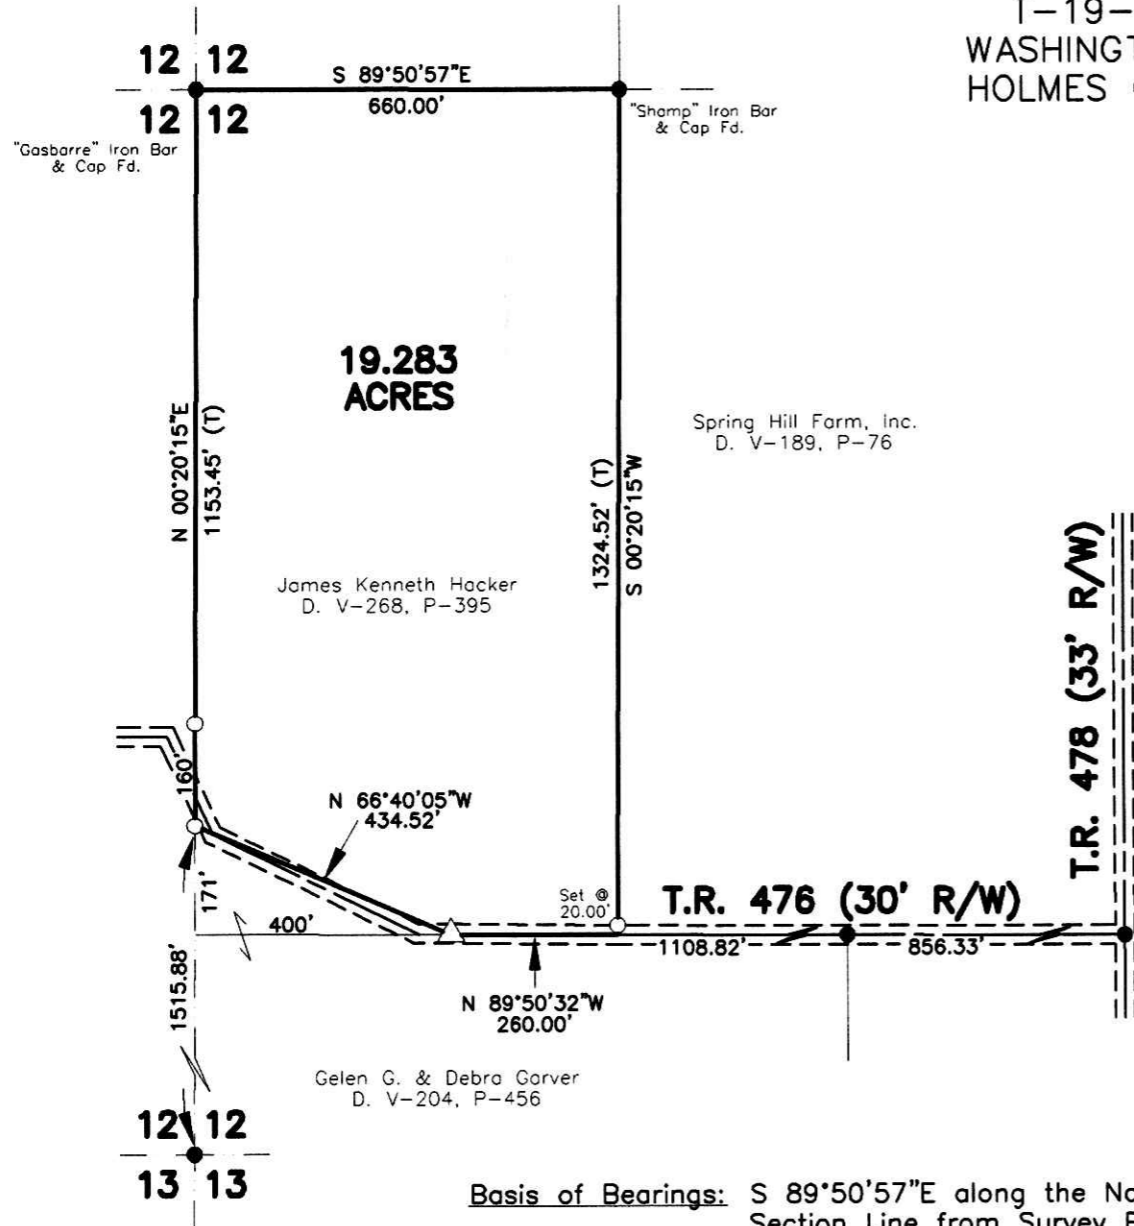 T-19-
WASHINGT
HOLMES
12 12
S 89°50'57"E
660.00'
12 12
"Gasbarre" Iron Bar
& Cap Fd.
"Shamp" Iron Bar
& Cap Fd.
19.283
ACRES
N 00°20'15"E
1153.45' (T)
1324.52' (T)
S 00°20'15"W
Spring Hill Farm, Inc.
D. V-189, P-76
James Kenneth Hacker
D. V-268, P-395
T.R. 478 (33' R/W)
160'
N 66°40'05"W
434.52'
171'
400'
Set @
20.00'
T.R. 476 (30' R/W)
1108.82'
856.33'
1515.88'
N 89°50'32"W
260.00'
Gelen G. & Debra Garver
D. V-204, P-456
12 12
13 13
Basis of Bearings: S 89°50'57"E along the No
Section Line from Survey